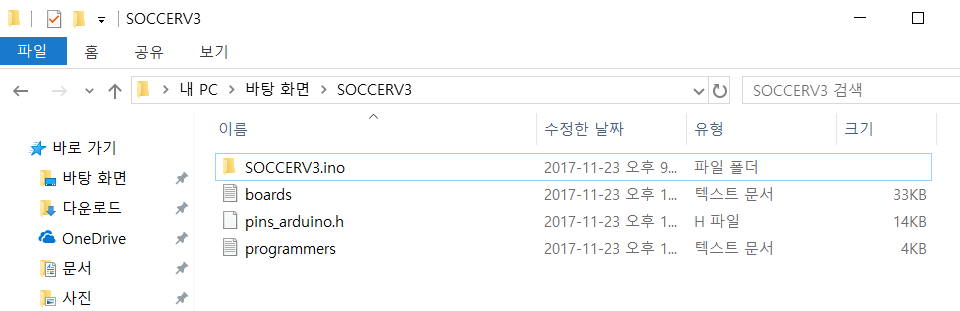 SOCCERV3
파일 홈 공유 보기
내 PC 바탕 화면 SOCCERV3 SOCCERV3 검색
이름 수정한 날짜 유형 크기
바로 가기
바탕 화면
다운로드
OneDrive
문서
사진
SOCCERV3.ino 2017-11-23 오후 9... 파일 폴더
boards 2017-11-23 오후 1... 텍스트 문서 33KB
pins_arduino.h 2017-11-23 오후 1... H 파일 14KB
programmers 2017-11-23 오후 1... 텍스트 문서 4KB